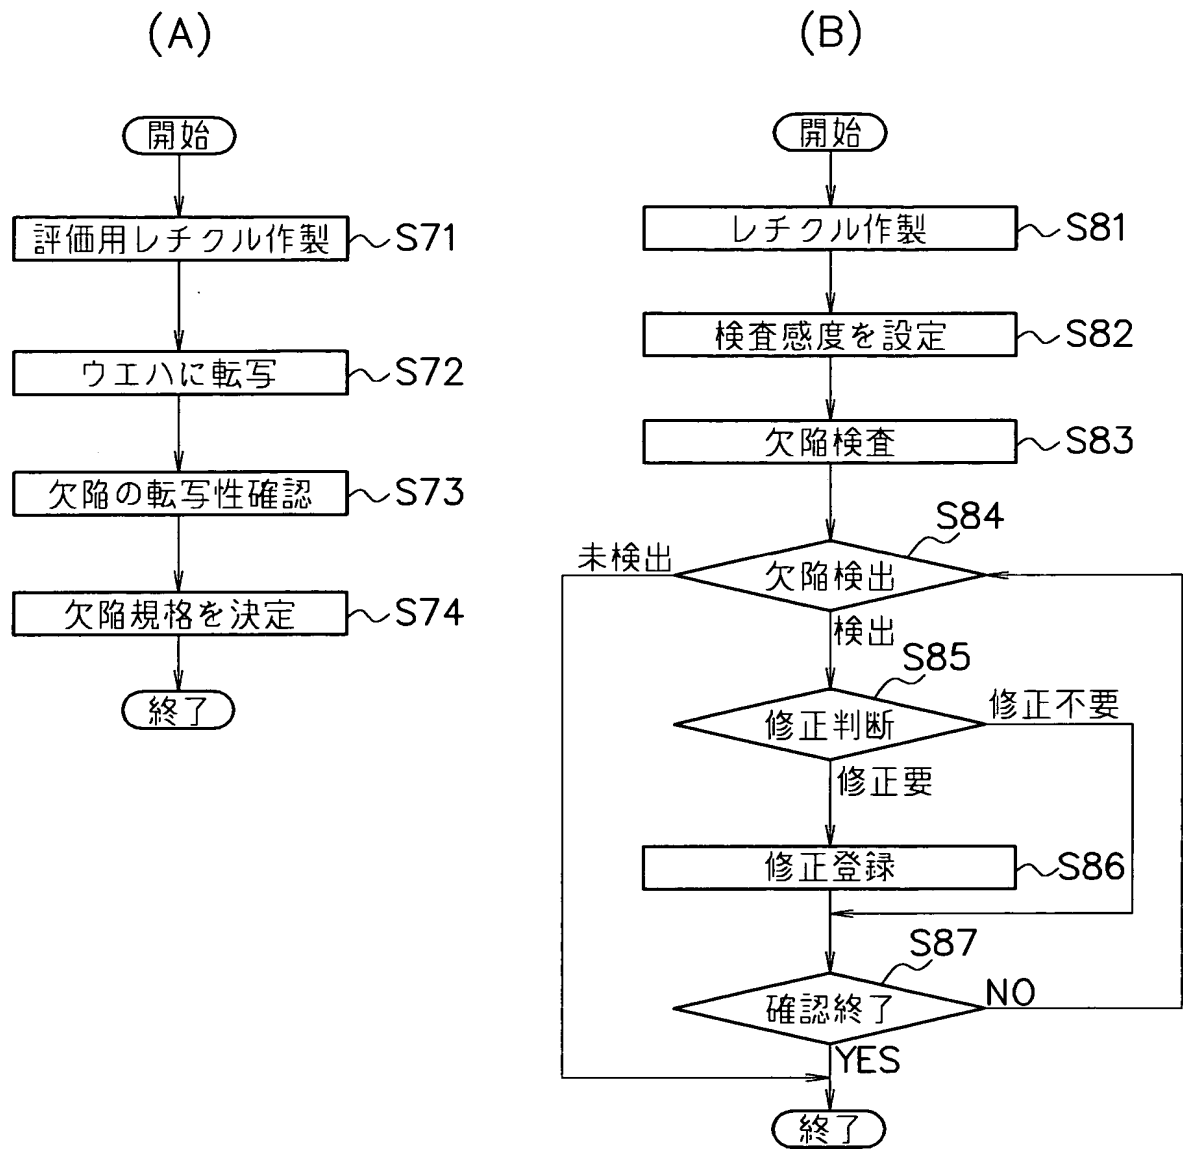 (A)
開始
評価用レチクル作製
S71
ウエハに転写
S72
欠陥の転写性確認
S73
欠陥規格を決定
S74
終了
(B)
開始
レチクル作製
S81
検査感度を設定
S82
欠陥検査
S83
S84
未検出
欠陥検出
検出
S85
修正判断
修正不要
修正要
修正登録
S86
S87
確認終了
NO
YES
終了